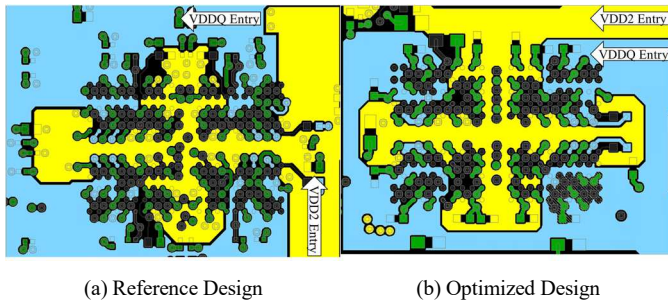 VDDQ Entry
VDD2 Entry
VDD2 Entry
VDDQ Entry
(a) Reference Design
(b) Optimized Design